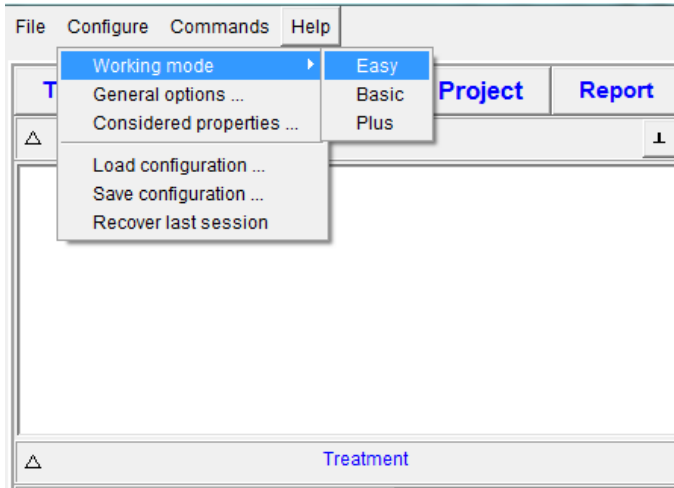 File Configure Commands Help
Working mode Easy
T Project Report
General options ... Basic
Considered properties ... Plus
Load configuration ...
Save configuration ...
Recover last session
Treatment